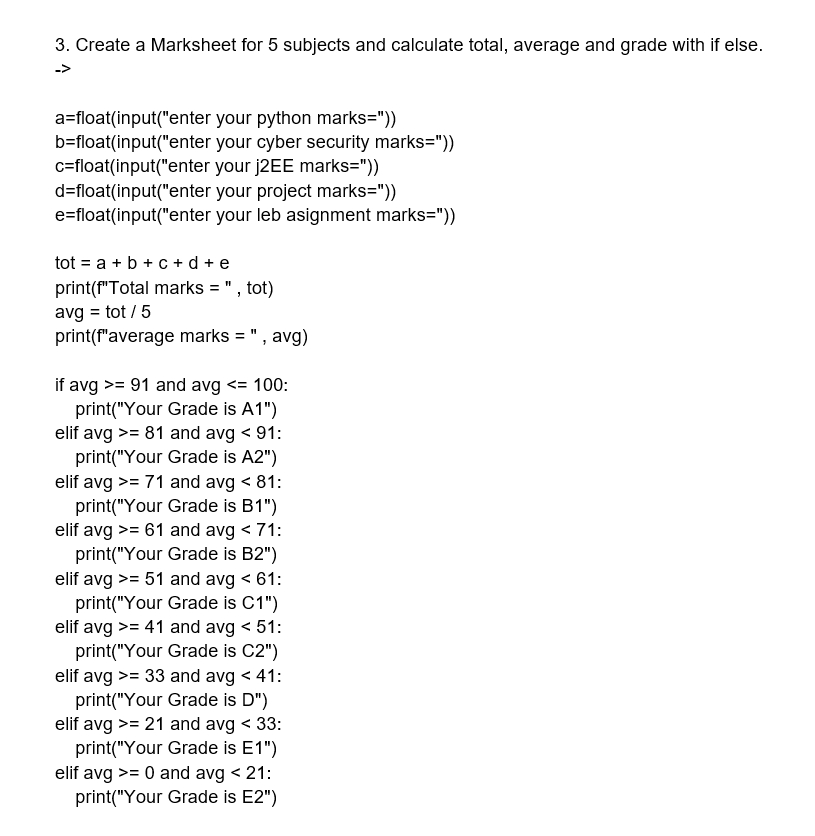 3. Create a Marksheet for 5 subjects and calculate total, average and grade with if else.
->
a=float(input("enter your python marks="))
b=float(input("enter your cyber security marks="))
c=float(input("enter your j2EE marks="))
d=float(input("enter your project marks="))
e=float(input("enter your leb asignment marks="))
tot = a + b + c + d + e
print(f"Total marks = " , tot)
avg = tot / 5
print(f"average marks = " , avg)
if avg >= 91 and avg <= 100:
    print("Your Grade is A1")
elif avg >= 81 and avg < 91:
    print("Your Grade is A2")
elif avg >= 71 and avg < 81:
    print("Your Grade is B1")
elif avg >= 61 and avg < 71:
    print("Your Grade is B2")
elif avg >= 51 and avg < 61:
    print("Your Grade is C1")
elif avg >= 41 and avg < 51:
    print("Your Grade is C2")
elif avg >= 33 and avg < 41:
    print("Your Grade is D")
elif avg >= 21 and avg < 33:
    print("Your Grade is E1")
elif avg >= 0 and avg < 21:
    print("Your Grade is E2")